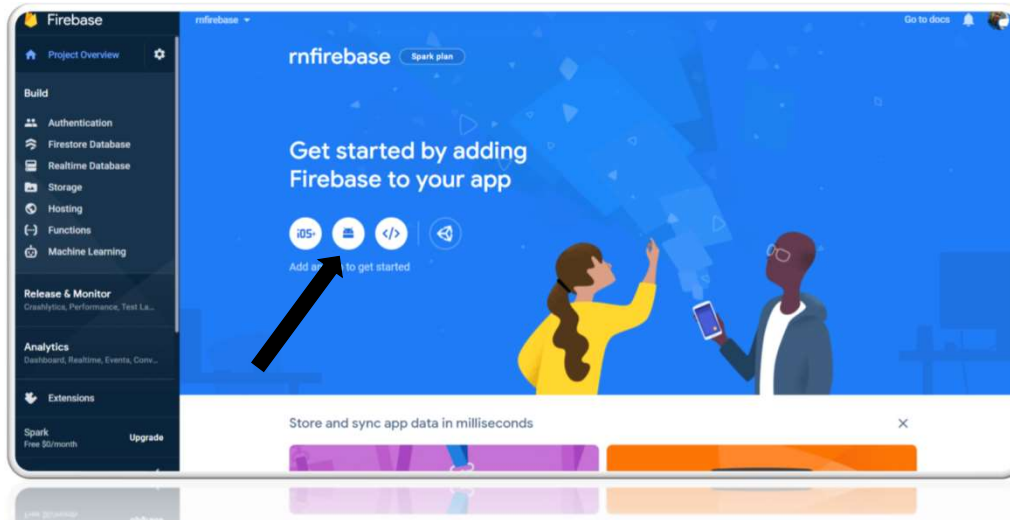 Firebase
rnfirebase
Go to docs
Project Overview
rnfirebase
Spark plan
Build
Authentication
Firestore Database
Realtime Database
Storage
Hosting
Functions
Machine Learning
Get started by adding
Firebase to your app
iOS+
</>
Add an to get started
Release & Monitor
Crashlytics, Performance, Test La...
Analytics
Dashboard, Realtime, Events, Conv...
Extensions
Store and sync app data in milliseconds
Spark
Free $0/month
Upgrade